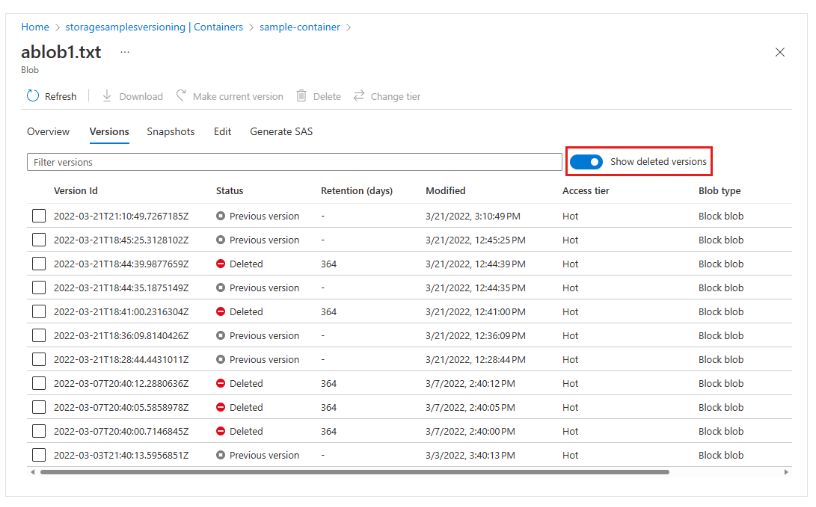 Home > storagesamplesversioning | Containers > sample-container >
ablob1.txt ...
Blob
Refresh Download Make current version Delete Change tier
Overview Versions Snapshots Edit Generate SAS
Filter versions Show deleted versions
Version Id Status Retention (days) Modified Access tier Blob type
2022-03-21T21:10:49.7267185Z Previous version - 3/21/2022, 3:10:49 PM Hot Block blob
2022-03-21T18:45:25.3128102Z Previous version - 3/21/2022, 12:45:25 PM Hot Block blob
2022-03-21T18:44:39.9877659Z Deleted 364 3/21/2022, 12:44:39 PM Hot Block blob
2022-03-21T18:44:35.1875149Z Previous version - 3/21/2022, 12:44:35 PM Hot Block blob
2022-03-21T18:41:00.2316304Z Deleted 364 3/21/2022, 12:41:00 PM Hot Block blob
2022-03-21T18:36:09.8140426Z Previous version - 3/21/2022, 12:36:09 PM Hot Block blob
2022-03-21T18:28:44.4431011Z Previous version - 3/21/2022, 12:28:44 PM Hot Block blob
2022-03-07T20:40:12.2880636Z Deleted 364 3/7/2022, 2:40:12 PM Hot Block blob
2022-03-07T20:40:05.5858978Z Deleted 364 3/7/2022, 2:40:05 PM Hot Block blob
2022-03-07T20:40:00.7146845Z Deleted 364 3/7/2022, 2:40:00 PM Hot Block blob
2022-03-03T21:40:13.5956851Z Previous version - 3/3/2022, 3:40:13 PM Hot Block blob